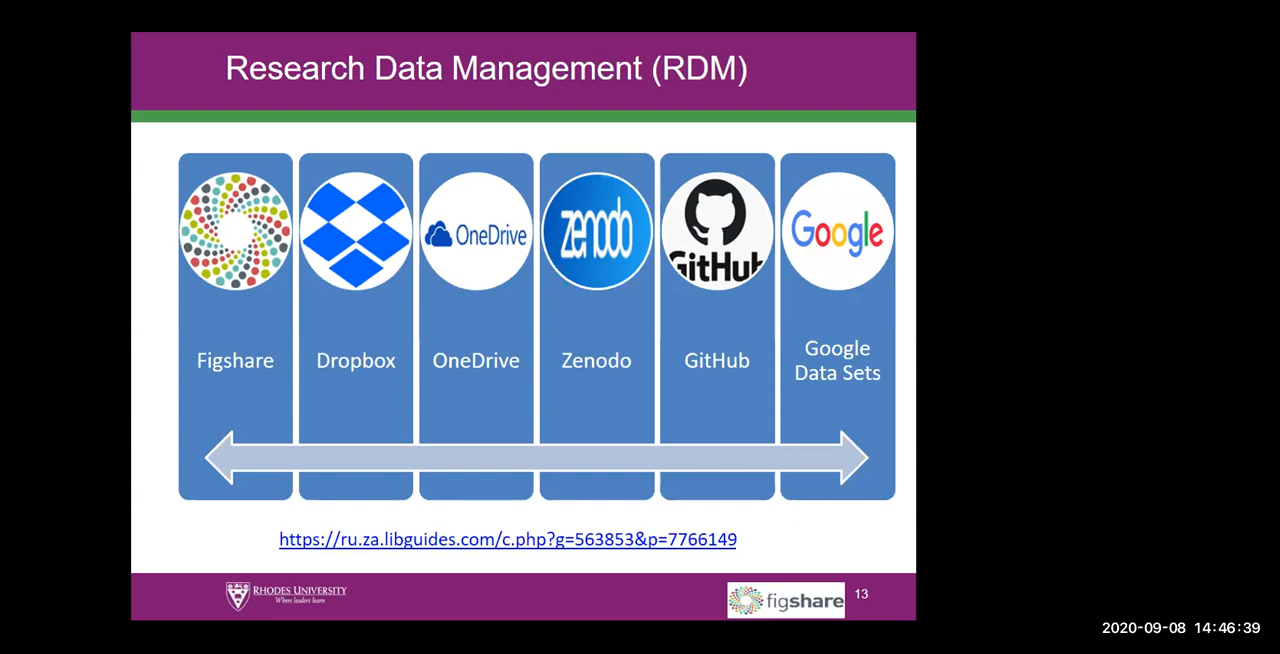 Research Data Management (RDM)
OneDrive
zenodo
GitHub
Google
Figshare
Dropbox
OneDrive
Zenodo
GitHub
Google
Data Sets
https://ru.za.libguides.com/c.php?g=563853&p=7766149
RHODES UNIVERSITY
Where leaders learn
figshare
13
2020-09-08 14:46:39